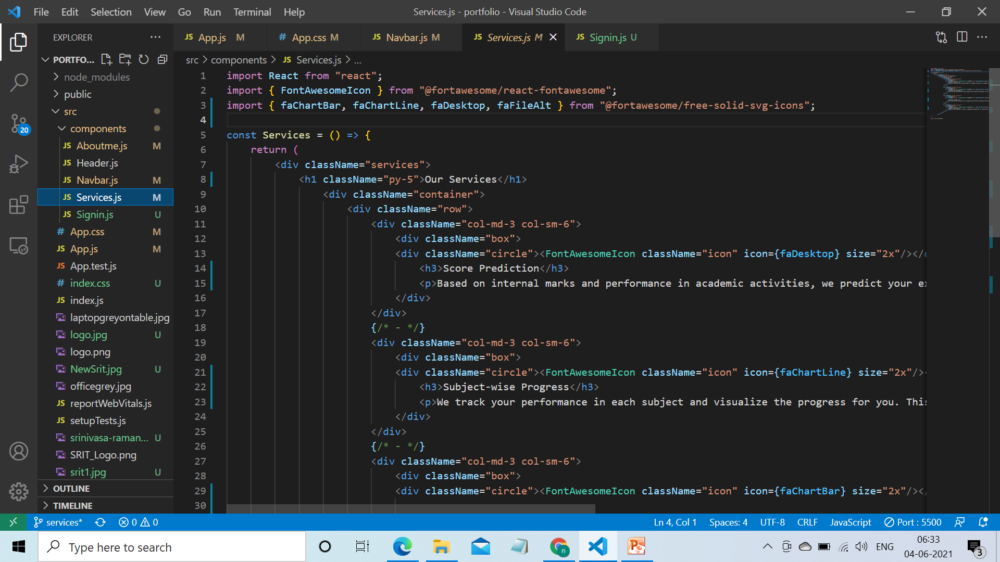 File Edit Selection View Go Run Terminal Help
Services.js - portfolio - Visual Studio Code
EXPLORER
PORTFO...
node_modules
public
src
components
JS Aboutme.js M
JS Header.js
JS Navbar.js M
JS Services.js M
JS Signin.js U
# App.css M
JS App.js M
JS App.test.js
# index.css U
JS index.js
laptopgreyontable.jpg
logo.jpg U
logo.png
NewSrit.jpg U
officegrey.jpg
JS reportWebVitals.js
JS setupTests.js
srinivasa-raman... U
SRIT_Logo.png
srit1.jpg U
OUTLINE
TIMELINE
20
JS App.js M # App.css M JS Navbar.js M JS Services.js M JS Signin.js U
src > components > JS Services.js > ...
1 import React from "react";
2 import { FontAwesomeIcon } from "@fortawesome/react-fontawesome";
3 import { faChartBar, faChartLine, faDesktop, faFileAlt } from "@fortawesome/free-solid-svg-icons";
4
5 const Services = () => {
6 return (
7 <div className="services">
8 <h1 className="py-5">Our Services</h1>
9 <div className="container">
10 <div className="row">
11 <div className="col-md-3 col-sm-6">
12 <div className="box">
13 <div className="circle"><FontAwesomeIcon className="icon" icon={faDesktop} size="2x"/></
14 <h3>Score Prediction</h3>
15 <p>Based on internal marks and performance in academic activities, we predict your
16 </div>
17 </div>
18 {/* - */}
19 <div className="col-md-3 col-sm-6">
20 <div className="box">
21 <div className="circle"><FontAwesomeIcon className="icon" icon={faChartLine} size="2x"/><
22 <h3>Subject-wise Progress</h3>
23 <p>We track your performance in each subject and visualize the progress for you. This
24 </div>
25 </div>
26 {/* - */}
27 <div className="col-md-3 col-sm-6">
28 <div className="box">
29 <div className="circle"><FontAwesomeIcon className="icon" icon={faChartBar} size="2x"/></
30
services* 0 0 Ln 4, Col 1 Spaces: 4 UTF-8 CRLF JavaScript Port : 5500
Type here to search
n
ENG
06:33
04-06-2021
3